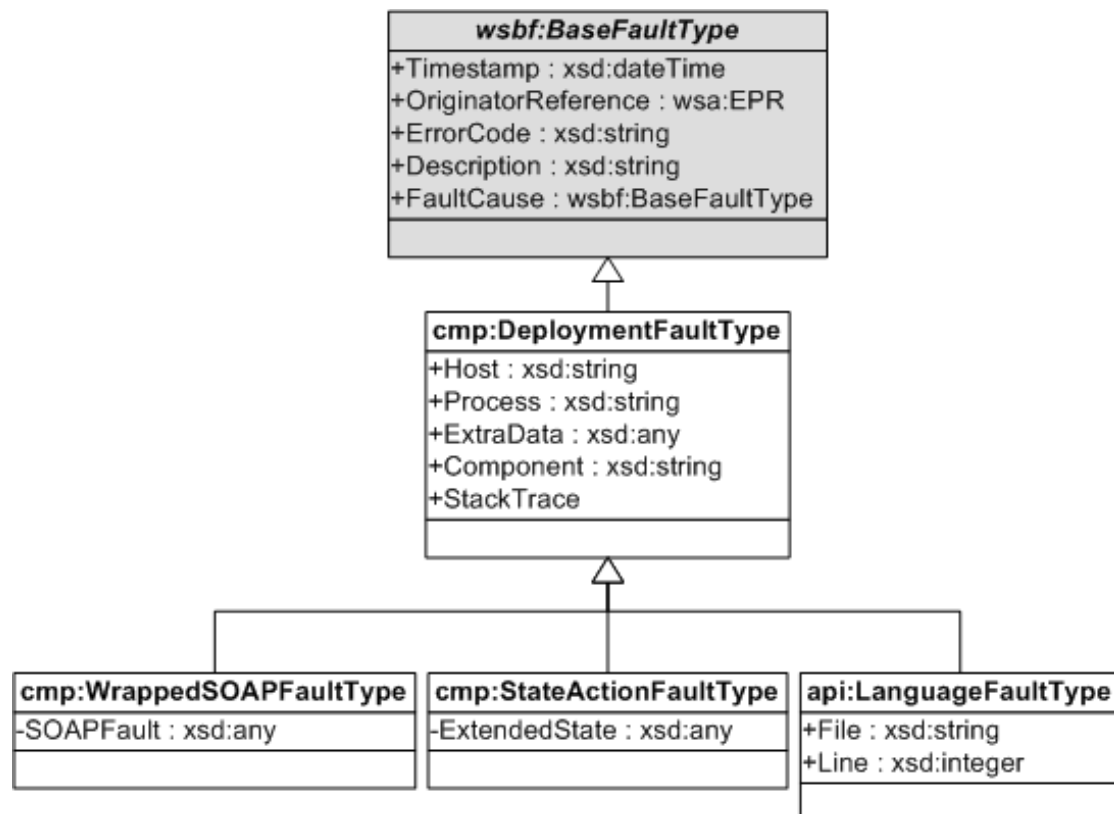 wsbf:BaseFaultType
+Timestamp : xsd:dateTime
+OriginatorReference : wsa:EPR
+ErrorCode : xsd:string
+Description : xsd:string
+FaultCause : wsbf:BaseFaultType
cmp:DeploymentFaultType
+Host : xsd:string
+Process : xsd:string
+ExtraData : xsd:any
+Component : xsd:string
+StackTrace
cmp:WrappedSOAPFaultType
-SOAPFault : xsd:any
cmp:StateActionFaultType
-ExtendedState : xsd:any
api:LanguageFaultType
+File : xsd:string
+Line : xsd:integer